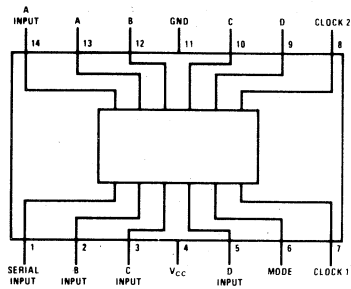 A INPUT A B GND C D CLOCK 2
14 13 12 11 10 9 8
1 2 3 4 5 6 7
SERIAL INPUT B INPUT C INPUT VCC D INPUT MODE CLOCK 1